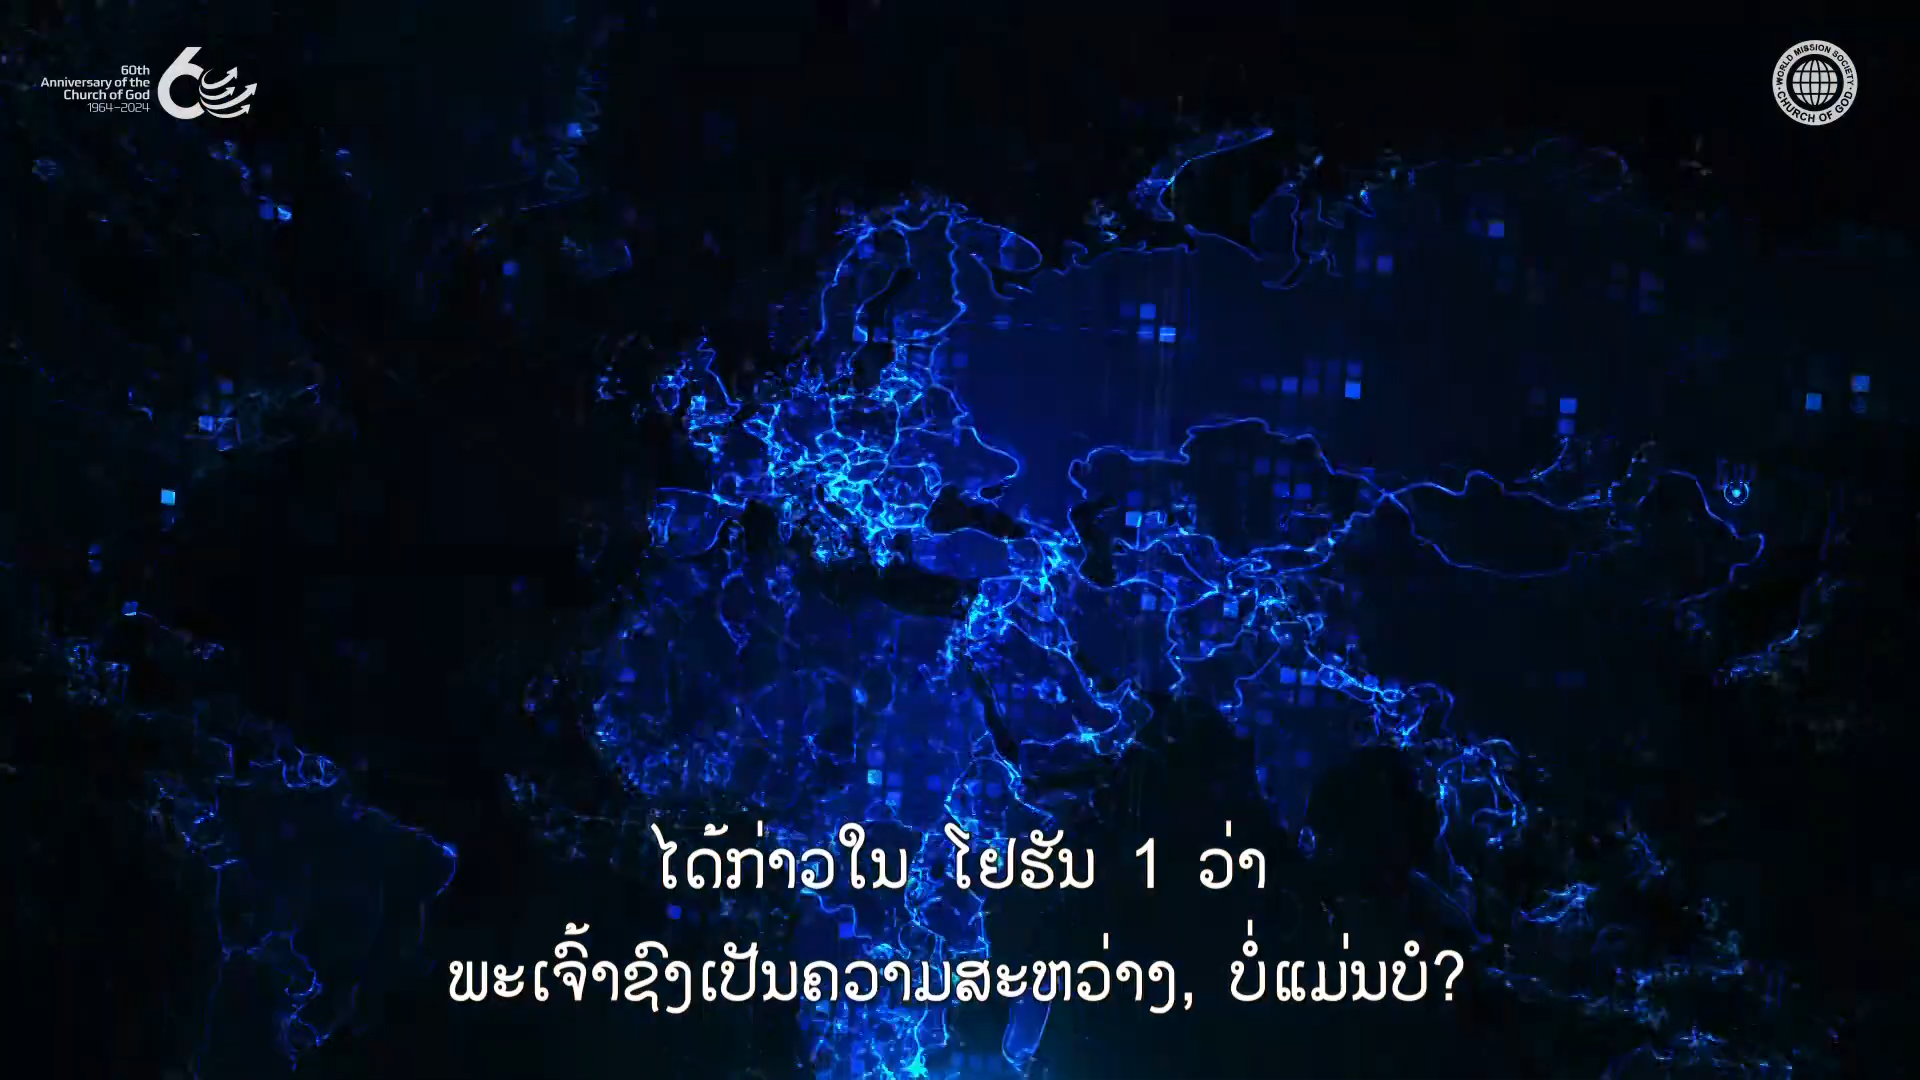 60th
Anniversary of the
Church of God
1964–2024
60
WORLD MISSION SOCIETY
CHURCH OF GOD
ໄດ້ກ່າວໃນ ໂຢຮັນ 1 ວ່າ
ພະເຈົ້າຊົງເປັນຄວາມສະຫວ່າງ, ບໍ່ແມ່ນບໍ?